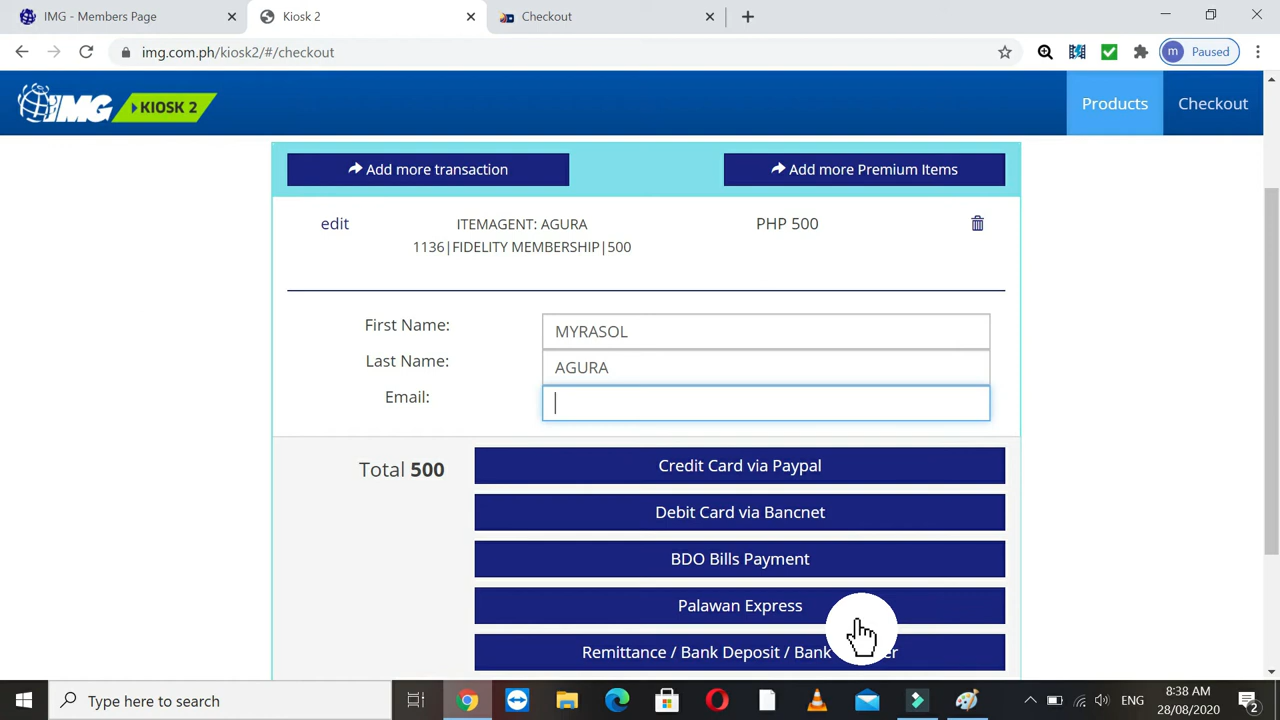 IMG - Members Page
Kiosk 2
Checkout
img.com.ph/kiosk2/#/checkout
m Paused
IMG KIOSK 2
Products
Checkout
Add more transaction
Add more Premium Items
edit
ITEMAGENT: AGURA
PHP 500
1136|FIDELITY MEMBERSHIP|500
First Name:
MYRASOL
Last Name:
AGURA
Email:
Total 500
Credit Card via Paypal
Debit Card via Bancnet
BDO Bills Payment
Palawan Express
Remittance / Bank Deposit / Bank
Type here to search
ENG
8:38 AM
28/08/2020
2